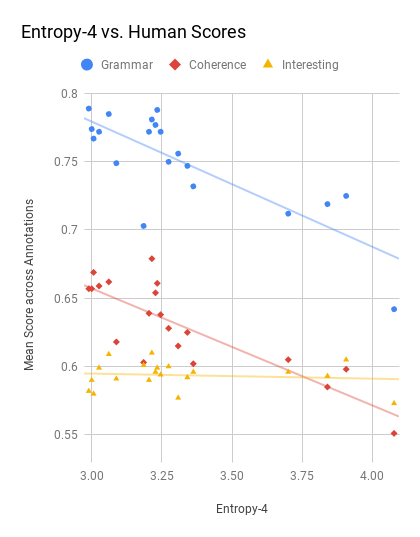 Entropy-4 vs. Human Scores
Grammar Coherence Interesting
Mean Score across Annotations
0.8
0.75
0.7
0.65
0.6
0.55
3.00 3.25 3.50 3.75 4.00
Entropy-4